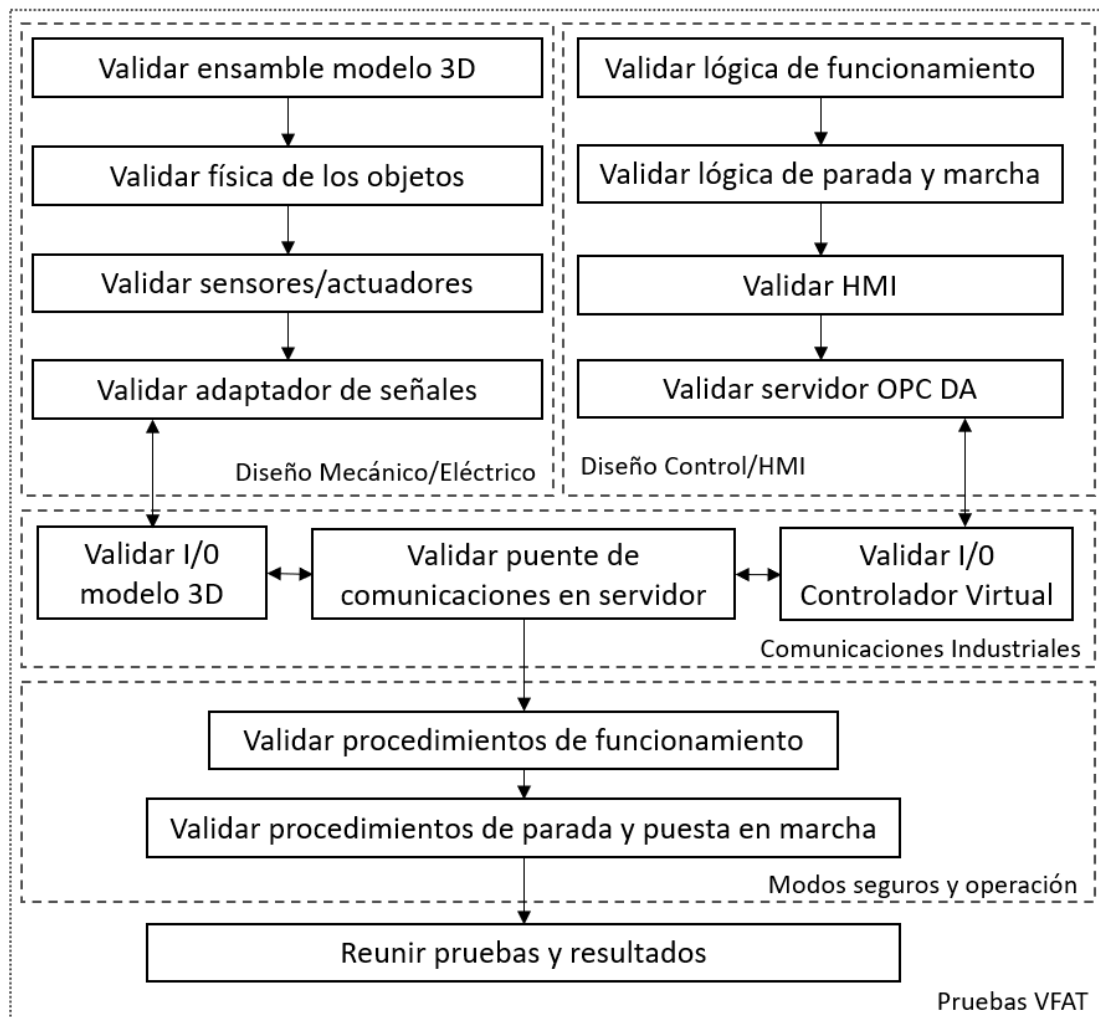 Validar ensamble modelo 3D
Validar física de los objetos
Validar sensores/actuadores
Validar adaptador de señales
Diseño Mecánico/Eléctrico
Validar lógica de funcionamiento
Validar lógica de parada y marcha
Validar HMI
Validar servidor OPC DA
Diseño Control/HMI
Validar I/0
modelo 3D
Validar puente de
comunicaciones en servidor
Validar I/0
Controlador Virtual
Comunicaciones Industriales
Validar procedimientos de funcionamiento
Validar procedimientos de parada y puesta en marcha
Modos seguros y operación
Reunir pruebas y resultados
Pruebas VFAT